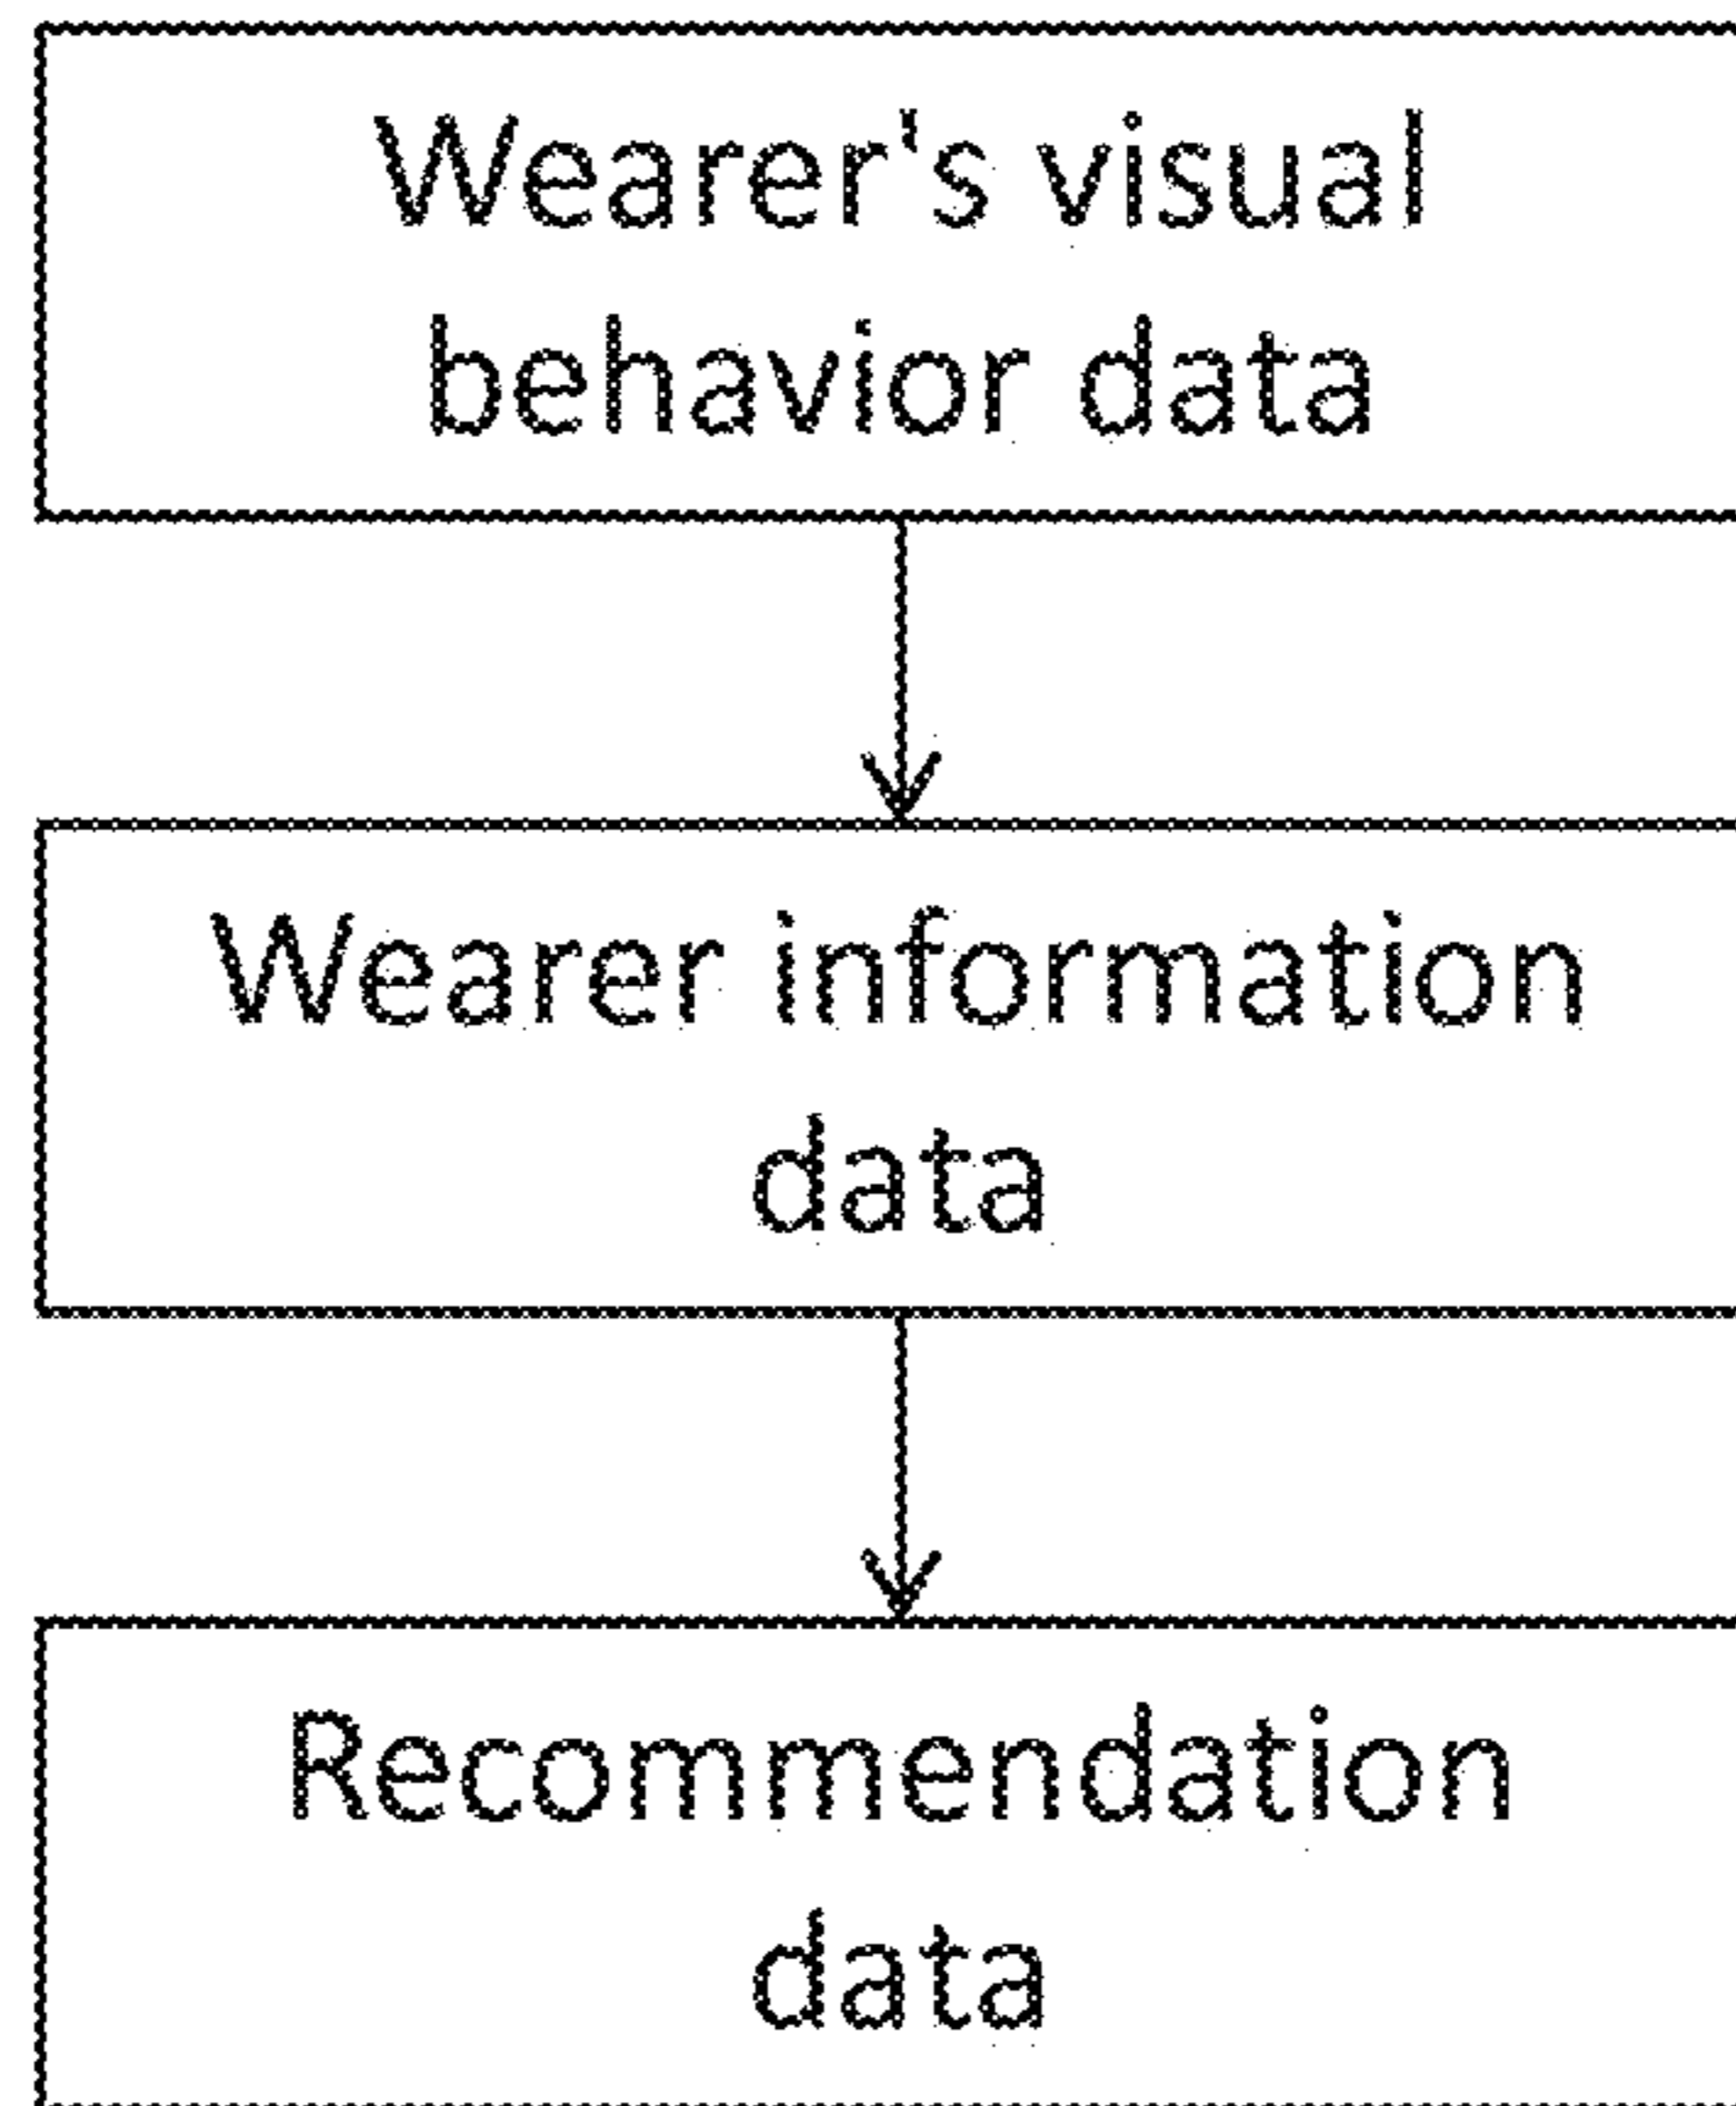 Wearer's visual
behavior data
Wearer information
data
Recommendation
data